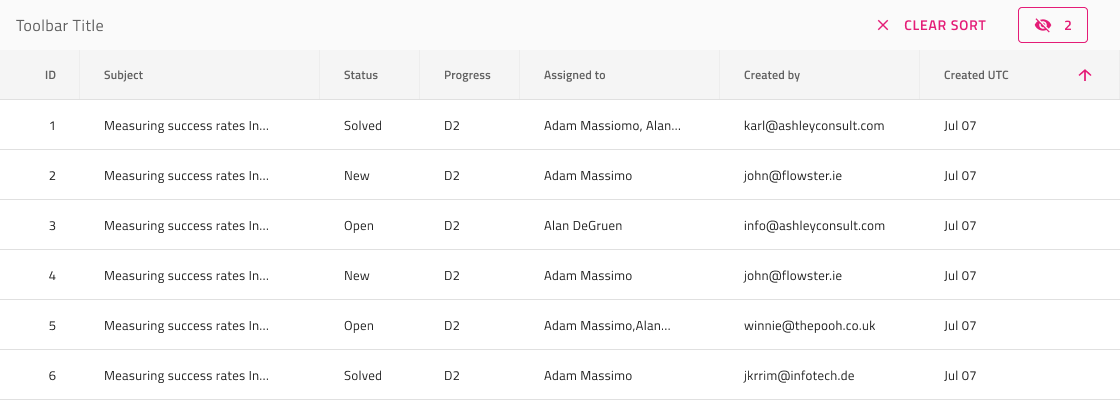 Toolbar Title CLEAR SORT 2
ID Subject Status Progress Assigned to Created by Created UTC
1 Measuring success rates In... Solved D2 Adam Massiomo, Alan... karl@ashleyconsult.com Jul 07
2 Measuring success rates In... New D2 Adam Massimo john@flowster.ie Jul 07
3 Measuring success rates In... Open D2 Alan DeGruen info@ashleyconsult.com Jul 07
4 Measuring success rates In... New D2 Adam Massimo john@flowster.ie Jul 07
5 Measuring success rates In... Open D2 Adam Massimo,Alan... winnie@thepooh.co.uk Jul 07
6 Measuring success rates In... Solved D2 Adam Massimo jkrrim@infotech.de Jul 07